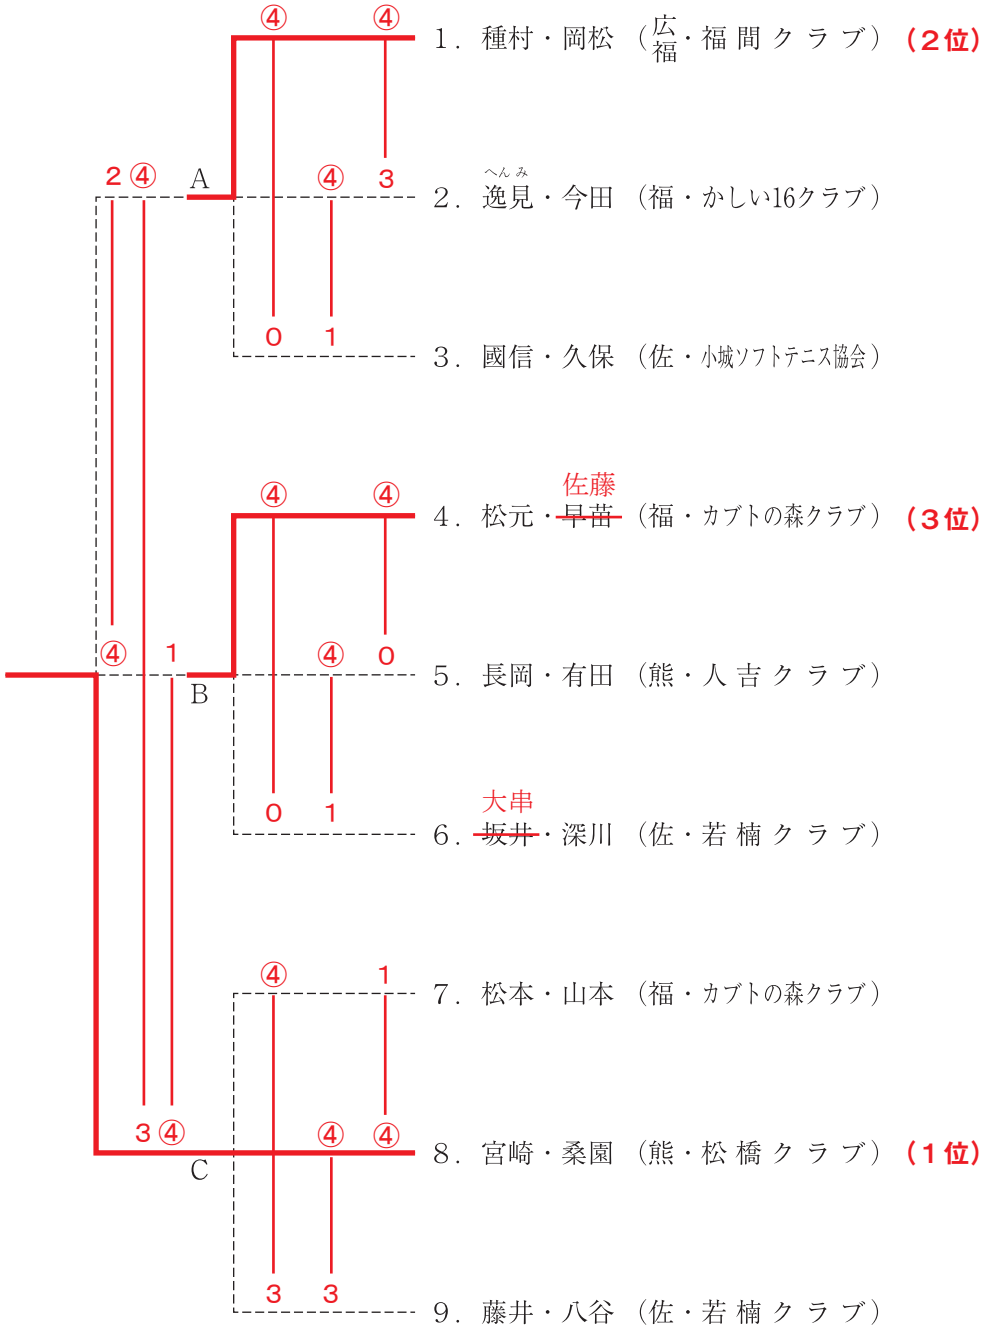 ④ ④
1. 種村・岡松 (広福・福間クラブ) (2位)
へんみ
2 ④ A ④ 3
2. 逸見・今田 (福・かしい16クラブ)
0 1
3. 國信・久保 (佐・小城ソフトテニス協会)
佐藤
④ ④
4. 松元・早苗 (福・カブトの森クラブ) (3位)
④ 1 B ④ 0
5. 長岡・有田 (熊・人吉クラブ)
大串
0 1
6. 坂井・深川 (佐・若楠クラブ)
④ 1
7. 松本・山本 (福・カブトの森クラブ)
3 ④ C ④ ④
8. 宮崎・桑園 (熊・松橋クラブ) (1位)
3 3
9. 藤井・八谷 (佐・若楠クラブ)